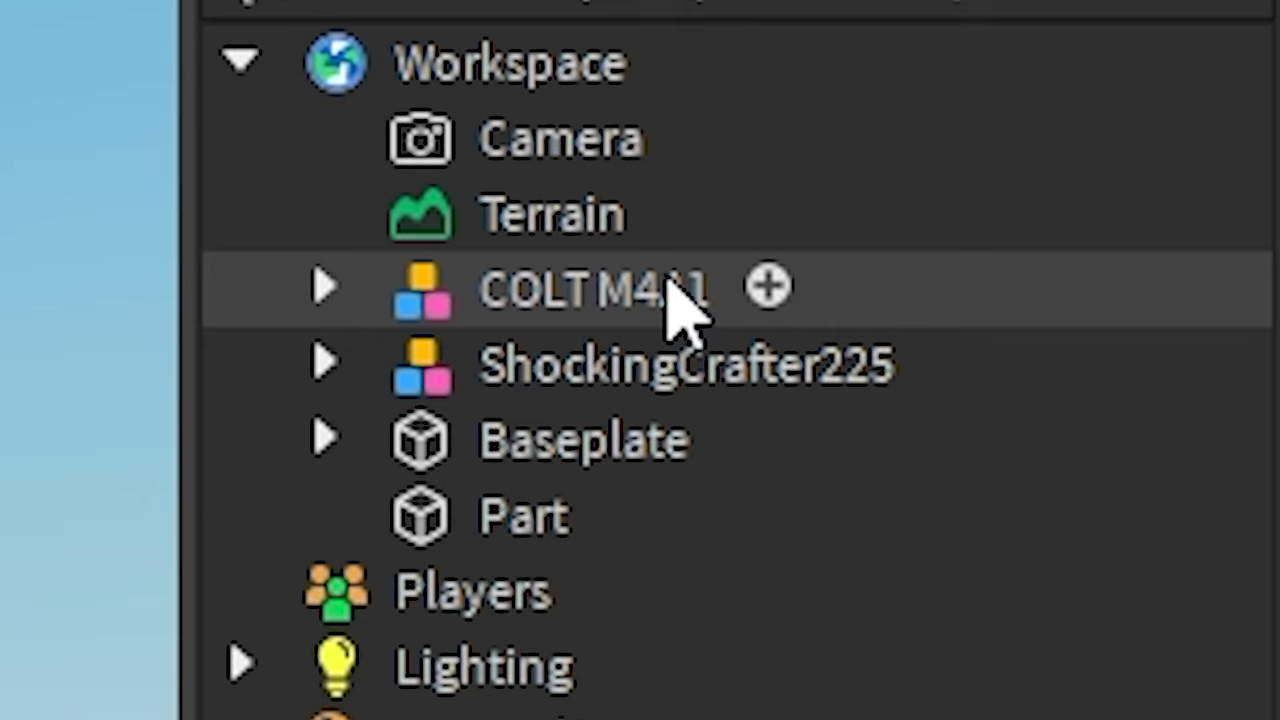 Workspace
Camera
Terrain
COLT M4A1
ShockingCrafter225
Baseplate
Part
Players
Lighting